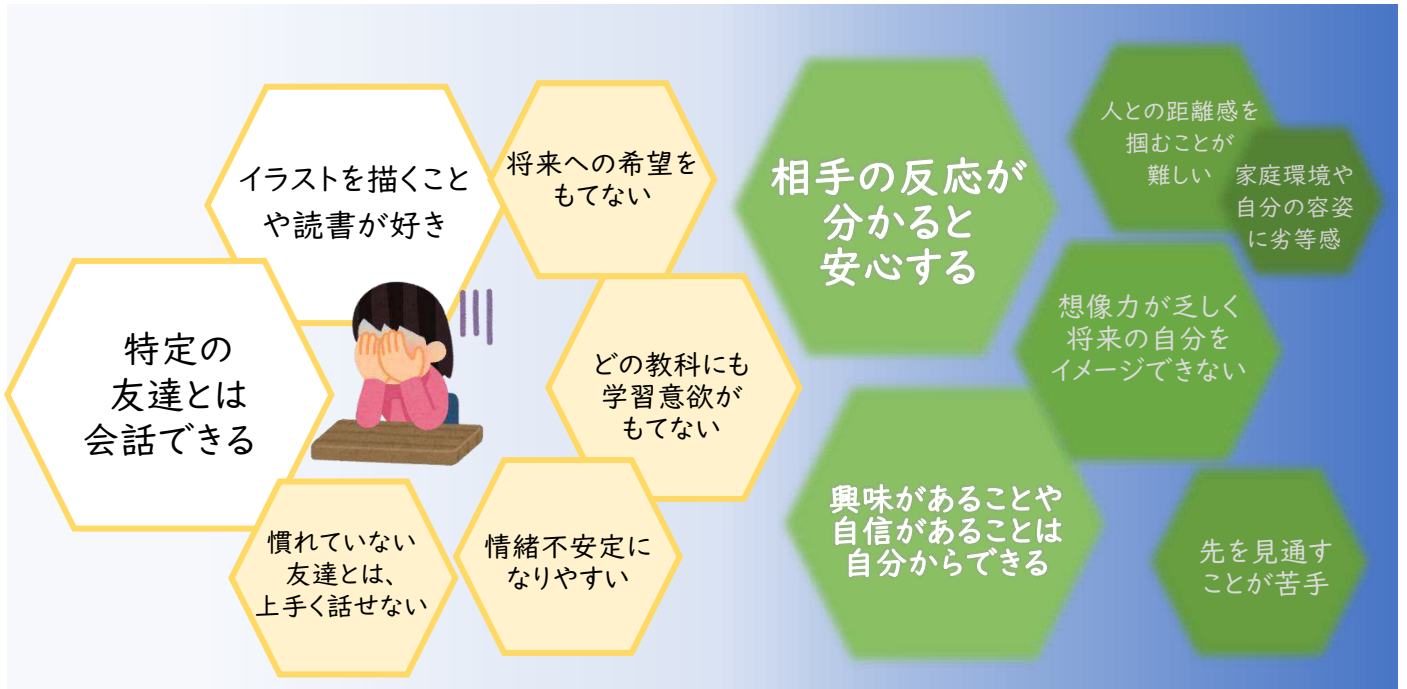 イラストを描くこと
や読書が好き
将来への希望を
もてない
特定の
友達とは
会話できる
どの教科にも
学習意欲が
もてない
慣れていない
友達とは、
上手く話せない
情緒不安定に
なりやすい
相手の反応が
分かると
安心する
人との距離感を
掴むことが
難しい
家庭環境や
自分の容姿
に劣等感
想像力が乏しく
将来の自分を
イメージできない
興味があることや
自信があることは
自分からできる
先を見通す
ことが苦手